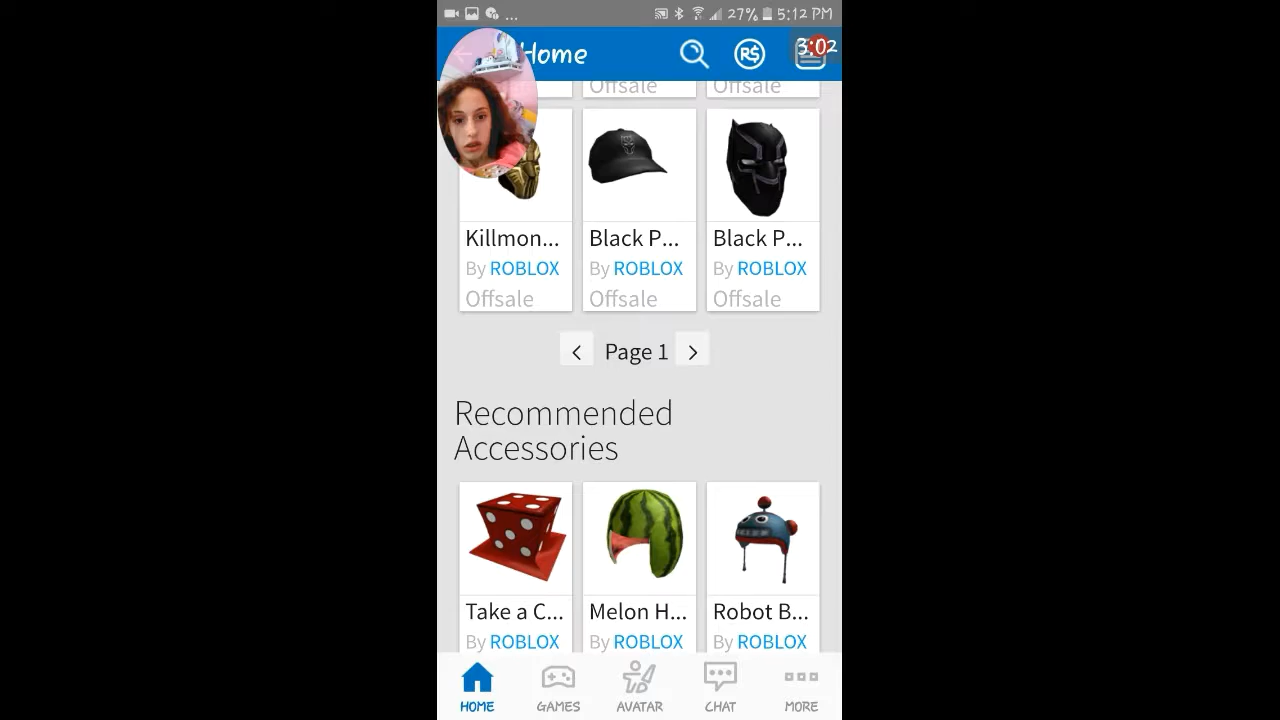 ... 27% 5:12 PM
Home R$ 3:02
Offsale Offsale
Killmon... Black P... Black P...
By ROBLOX By ROBLOX By ROBLOX
Offsale Offsale Offsale
< Page 1 >
Recommended
Accessories
Take a C... Melon H... Robot B...
By ROBLOX By ROBLOX By ROBLOX
HOME GAMES AVATAR CHAT MORE